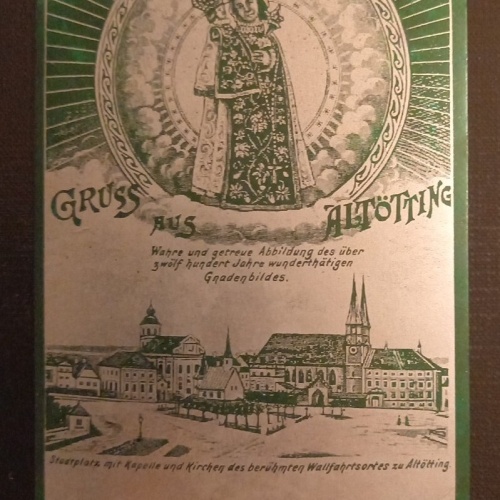 GRUSS AUS ALTÖTTING
Wahre und getreue Abbildung des über
zwölf hundert Jahre wunderthätigen
Gnadenbildes.
Stadtplatz mit Kapelle und Kirchen des berühmten Wallfahrtsortes zu Altötting.